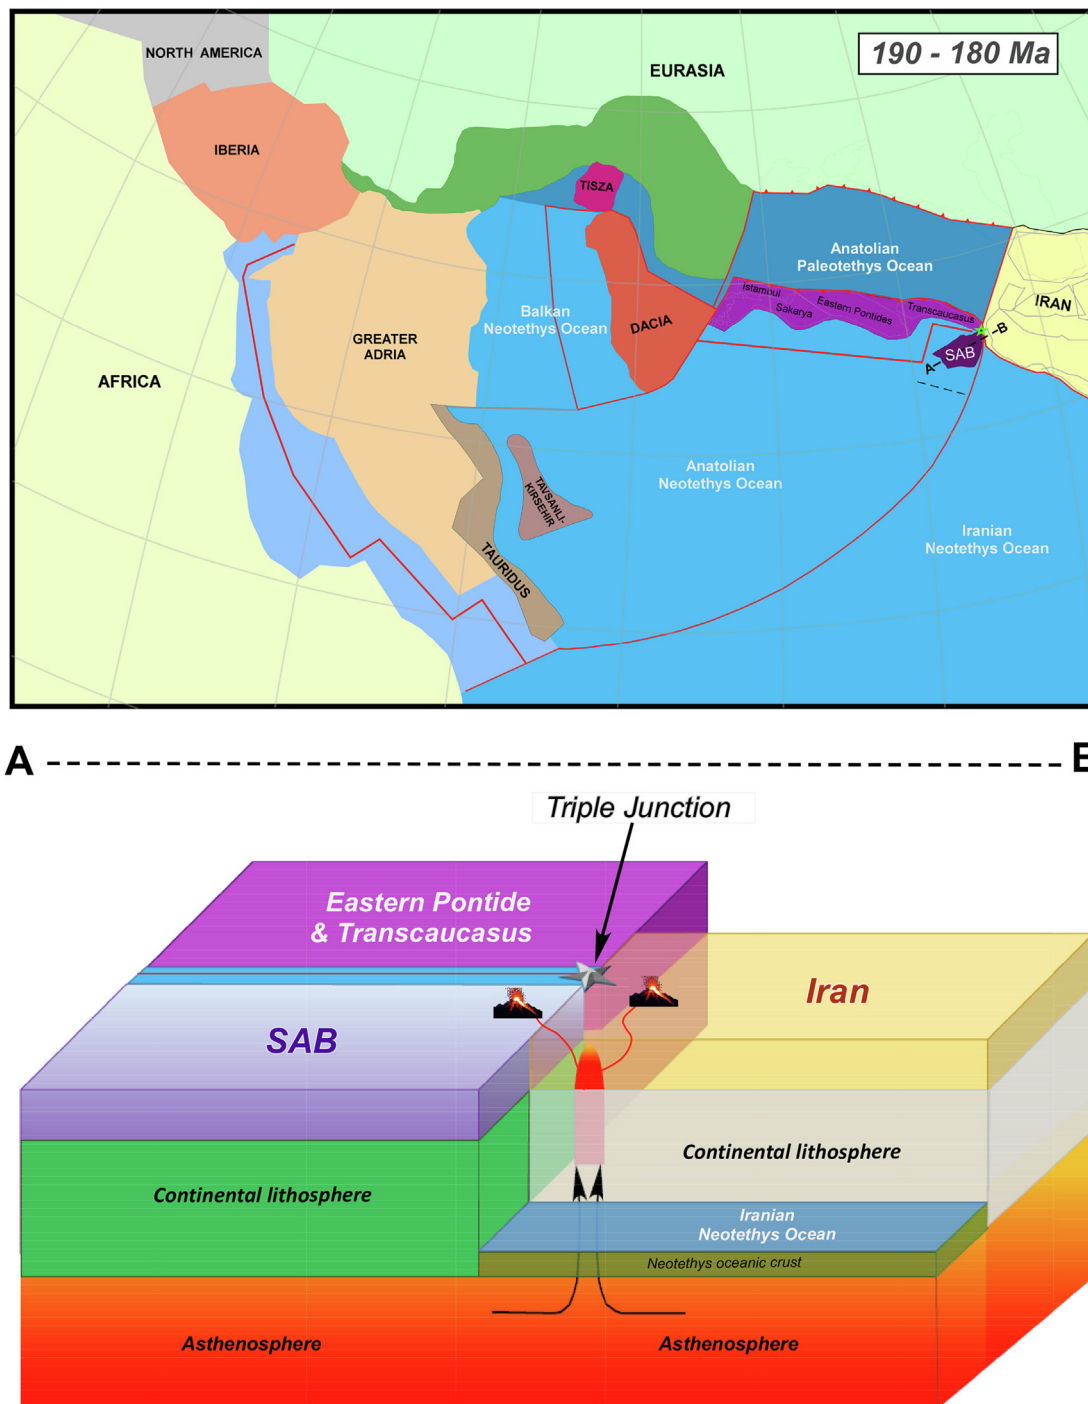 190 - 180 Ma
NORTH AMERICA
EURASIA
IBERIA
TISZA
Anatolian
Paleotethys Ocean
Istambul
Sakarya
Eastern Pontides
Transcaucasus
IRAN
Balkan
Neotethys Ocean
DACIA
B
SAB
A
GREATER
ADRIA
AFRICA
Anatolian
Neotethys Ocean
TAVSANLI-
KIRSEHIR
Iranian
Neotethys Ocean
TAURIDUS
A
Triple Junction
Eastern Pontide
& Transcaucasus
Iran
SAB
Continental lithosphere
Continental lithosphere
Iranian
Neotethys Ocean
Neotethys oceanic crust
Asthenosphere
Asthenosphere